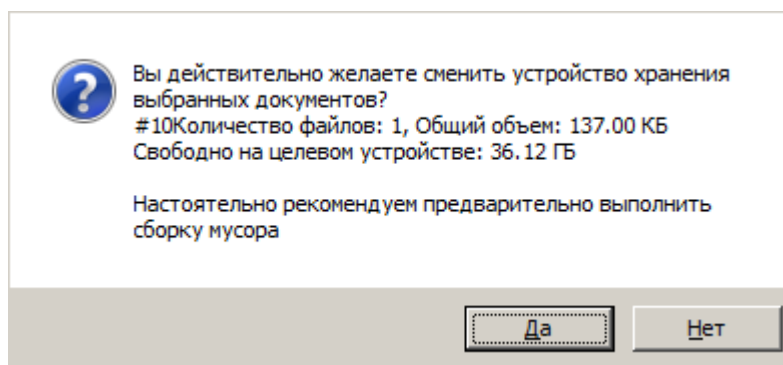 Вы действительно желаете сменить устройство хранения
выбранных документов?
#10Количество файлов: 1, Общий объем: 137.00 КБ
Свободно на целевом устройстве: 36.12 ГБ
Настоятельно рекомендуем предварительно выполнить
сборку мусора
Да
Нет